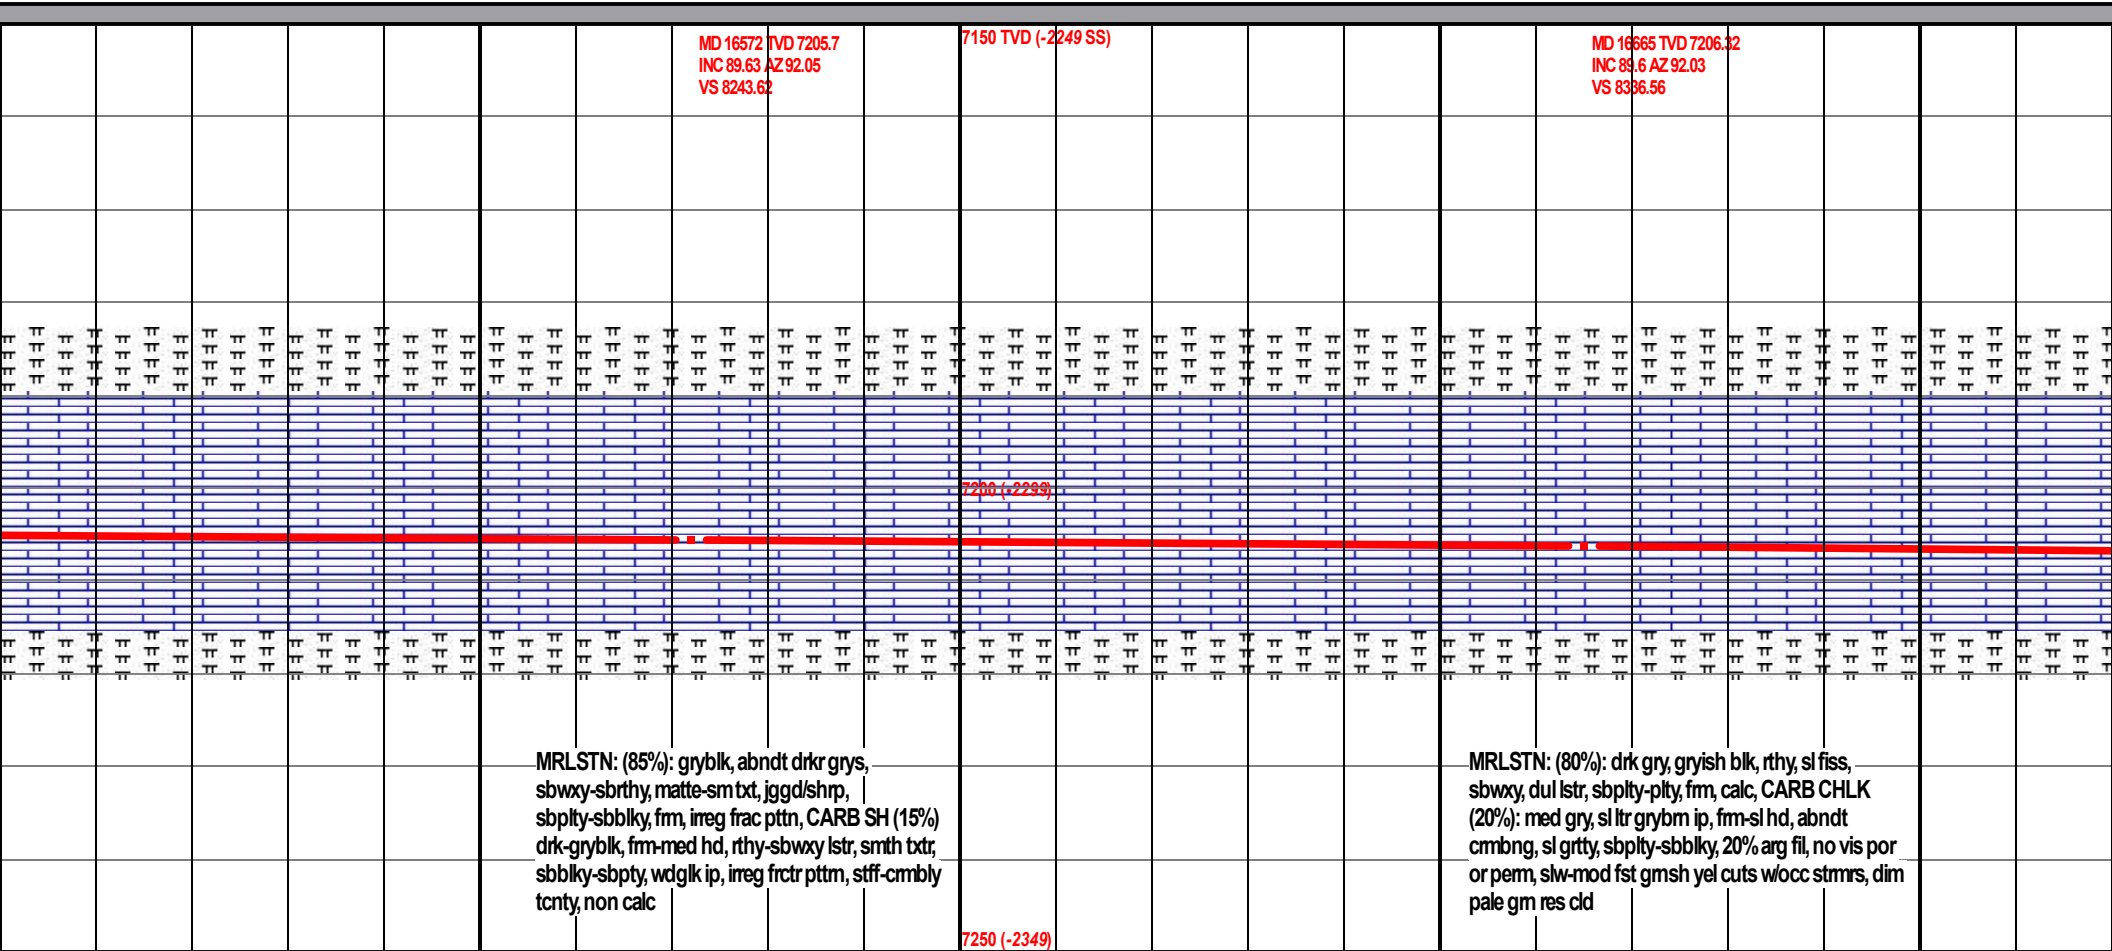 MD 16572 TVD 7205.7
INC 89.63 AZ 92.05
VS 8243.62
7150 TVD (-2249 SS)
MD 16665 TVD 7206.32
INC 89.6 AZ 92.03
VS 8336.56
7200 (-2299)
MRLSTN: (85%): gryblk, abndt drkr grys,
sbwxy-sbrthy, matte-sm txt, jggd/shrp,
sbplty-sbblky, frm, irreg frac pttn, CARB SH (15%)
drk-gryblk, frm-med hd, rthy-sbwxy lstr, smth txtr,
sbblky-sbpty, wdglk ip, irreg frctr pttrn, stff-crmbly
tcnty, non calc
MRLSTN: (80%): drk gry, gryish blk, rthy, sl fiss,
sbwxy, dul lstr, sbplty-plty, frm, calc, CARB CHLK
(20%): med gry, sl ltr grybrn ip, frm-sl hd, abndt
crmbng, sl grtty, sbplty-sbblky, 20% arg fil, no vis por
or perm, slw-mod fst grnsh yel cuts w/occ strmrs, dim
pale grn res cld
7250 (-2349)